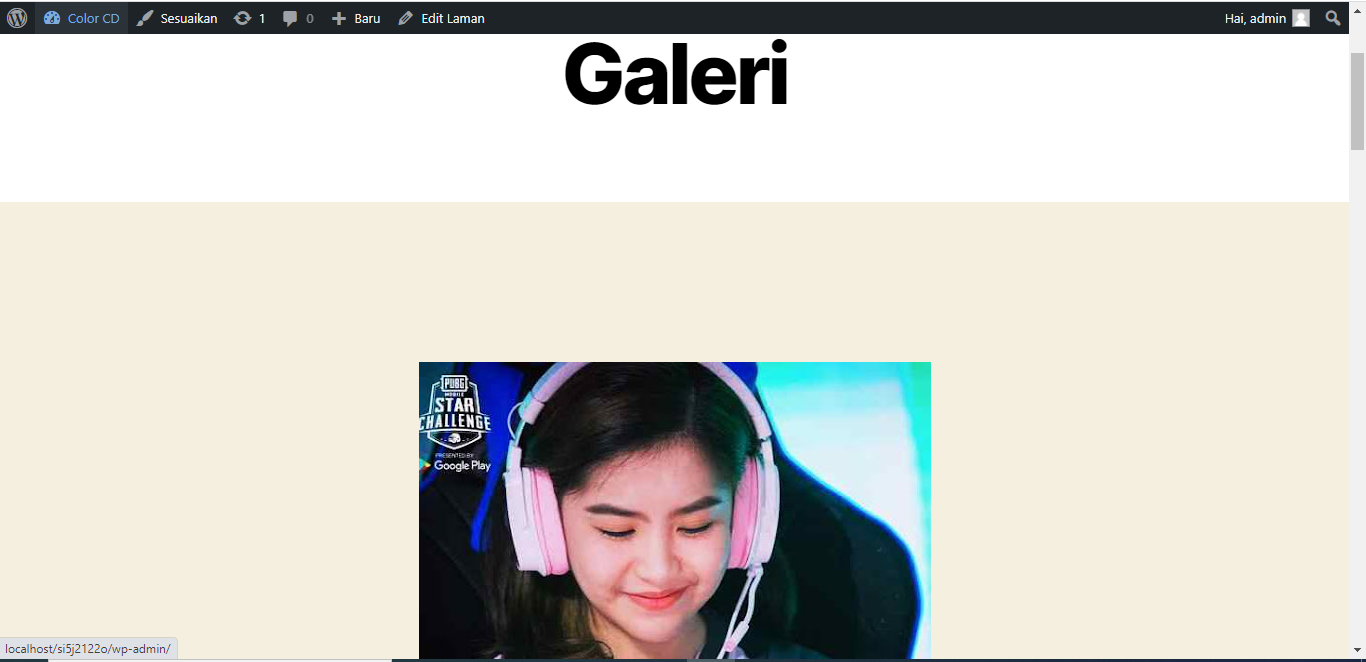 Color CD Sesuaikan 1 0 Baru Edit Laman Hai, admin
Galeri
PUBG
MOBILE
STAR
CHALLENGE
PRESENTED BY
Google Play
localhost/si5j2122o/wp-admin/